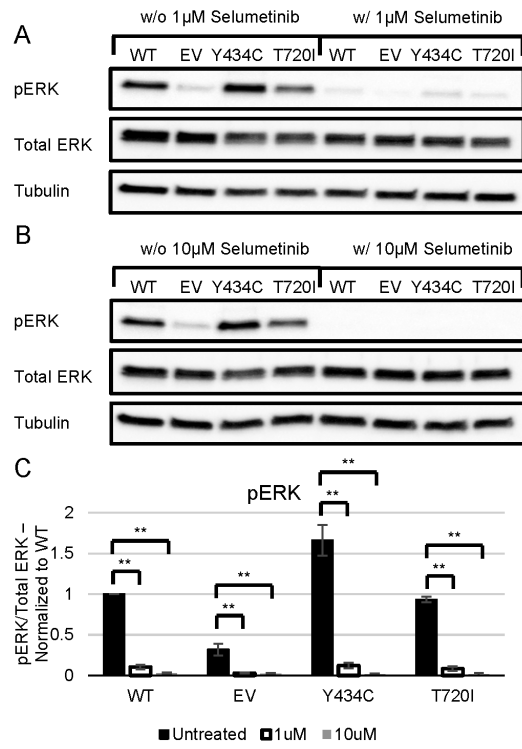 A
w/o 1µM Selumetinib w/ 1µM Selumetinib
WT EV Y434C T720I WT EV Y434C T720I
pERK
Total ERK
Tubulin
B
w/o 10µM Selumetinib w/ 10µM Selumetinib
WT EV Y434C T720I WT EV Y434C T720I
pERK
Total ERK
Tubulin
C
pERK
pERK/Total ERK –
Normalized to WT
2
1.5
1
0.5
0
** **
** **
** **
** **
WT EV Y434C T720I
Untreated 1uM 10uM